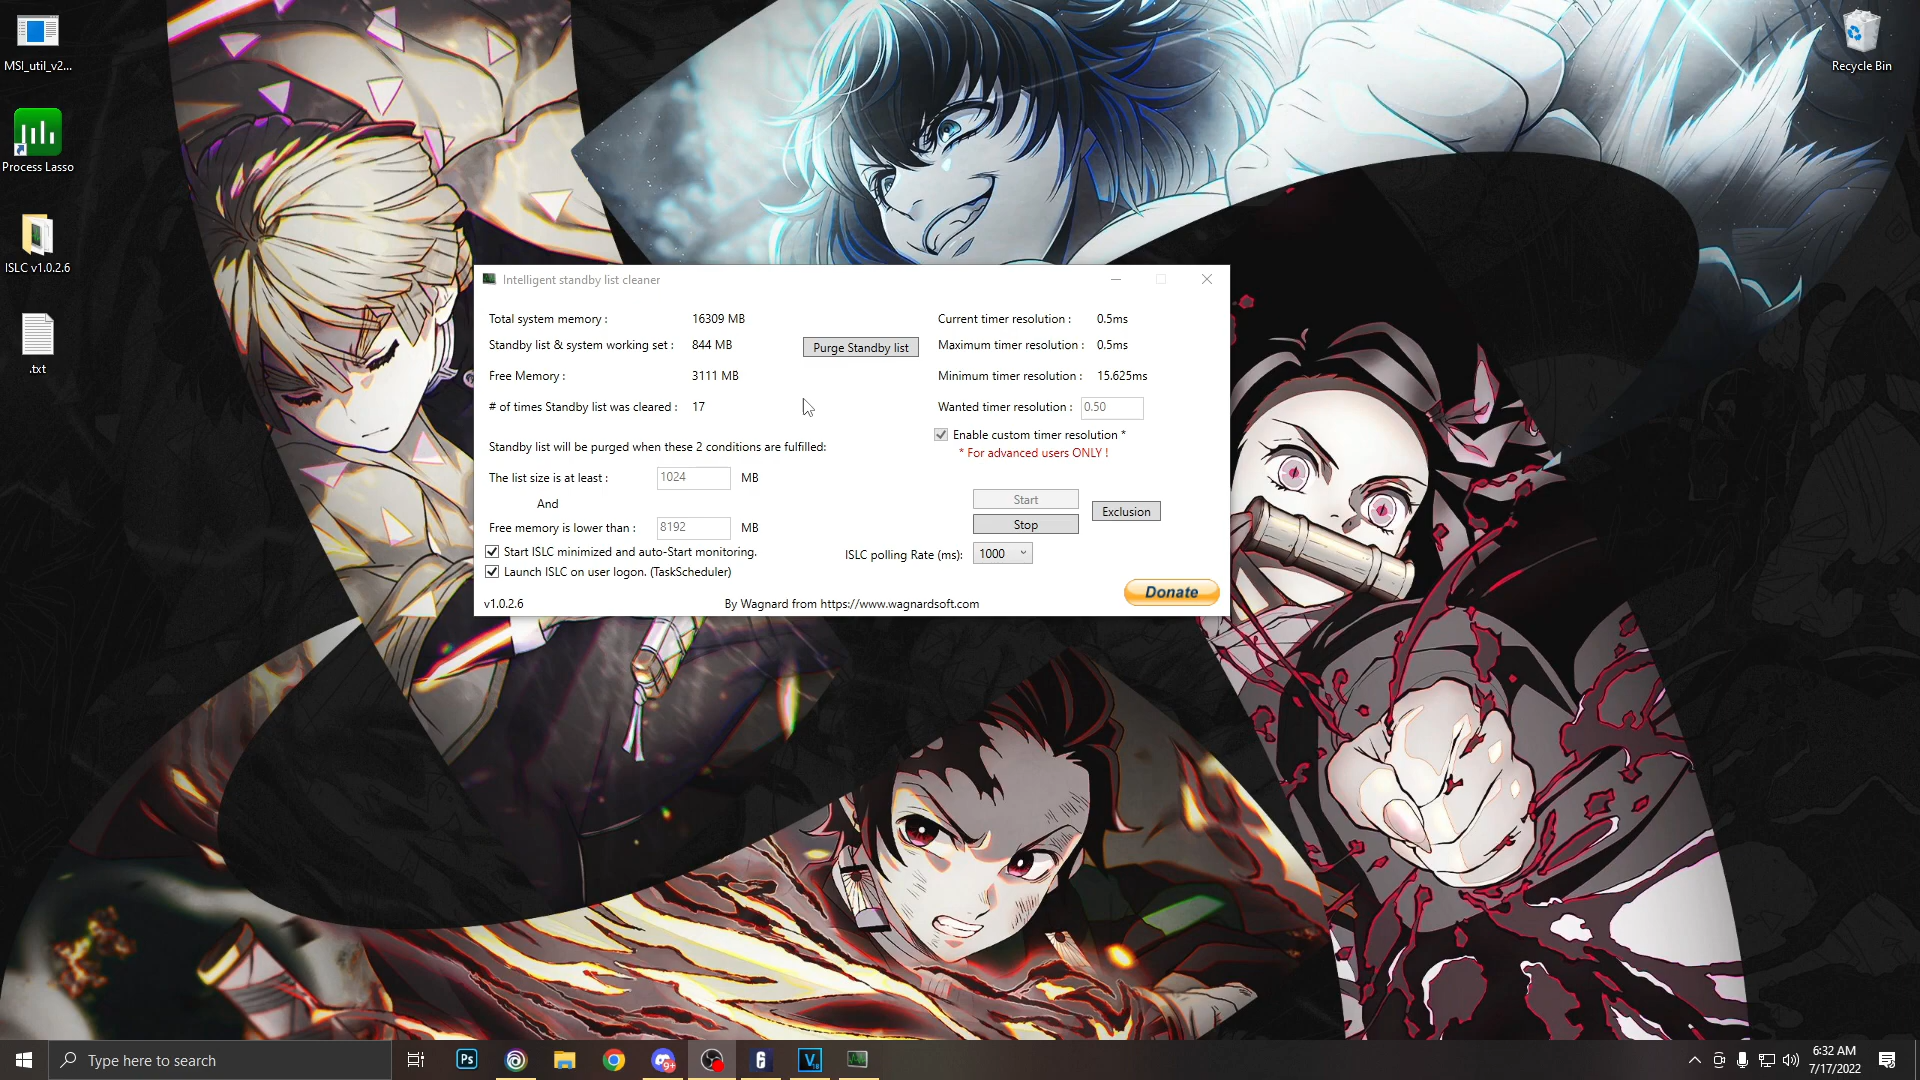 MSI_util_v2...
Process Lasso
ISLC v1.0.2.6
.txt
Recycle Bin
Intelligent standby list cleaner
Total system memory : 16309 MB
Standby list & system working set : 844 MB
Purge Standby list
Free Memory : 3111 MB
# of times Standby list was cleared : 17
Standby list will be purged when these 2 conditions are fulfilled:
The list size is at least : 1024 MB
And
Free memory is lower than : 8192 MB
Start ISLC minimized and auto-Start monitoring.
Launch ISLC on user logon. (TaskScheduler)
Current timer resolution : 0.5ms
Maximum timer resolution : 0.5ms
Minimum timer resolution : 15.625ms
Wanted timer resolution : 0.50
Enable custom timer resolution *
* For advanced users ONLY !
Start
Stop
Exclusion
ISLC polling Rate (ms): 1000
Donate
v1.0.2.6
By Wagnard from https://www.wagnardsoft.com
Type here to search
Ps
9+
6
V
18
6:32 AM
7/17/2022